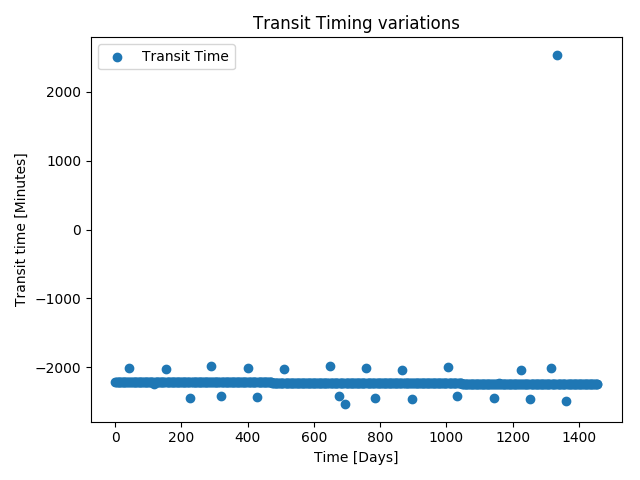 Transit Timing variations
Transit Time
2000
1000
0
−1000
−2000
Transit time [Minutes]
0 200 400 600 800 1000 1200 1400
Time [Days]